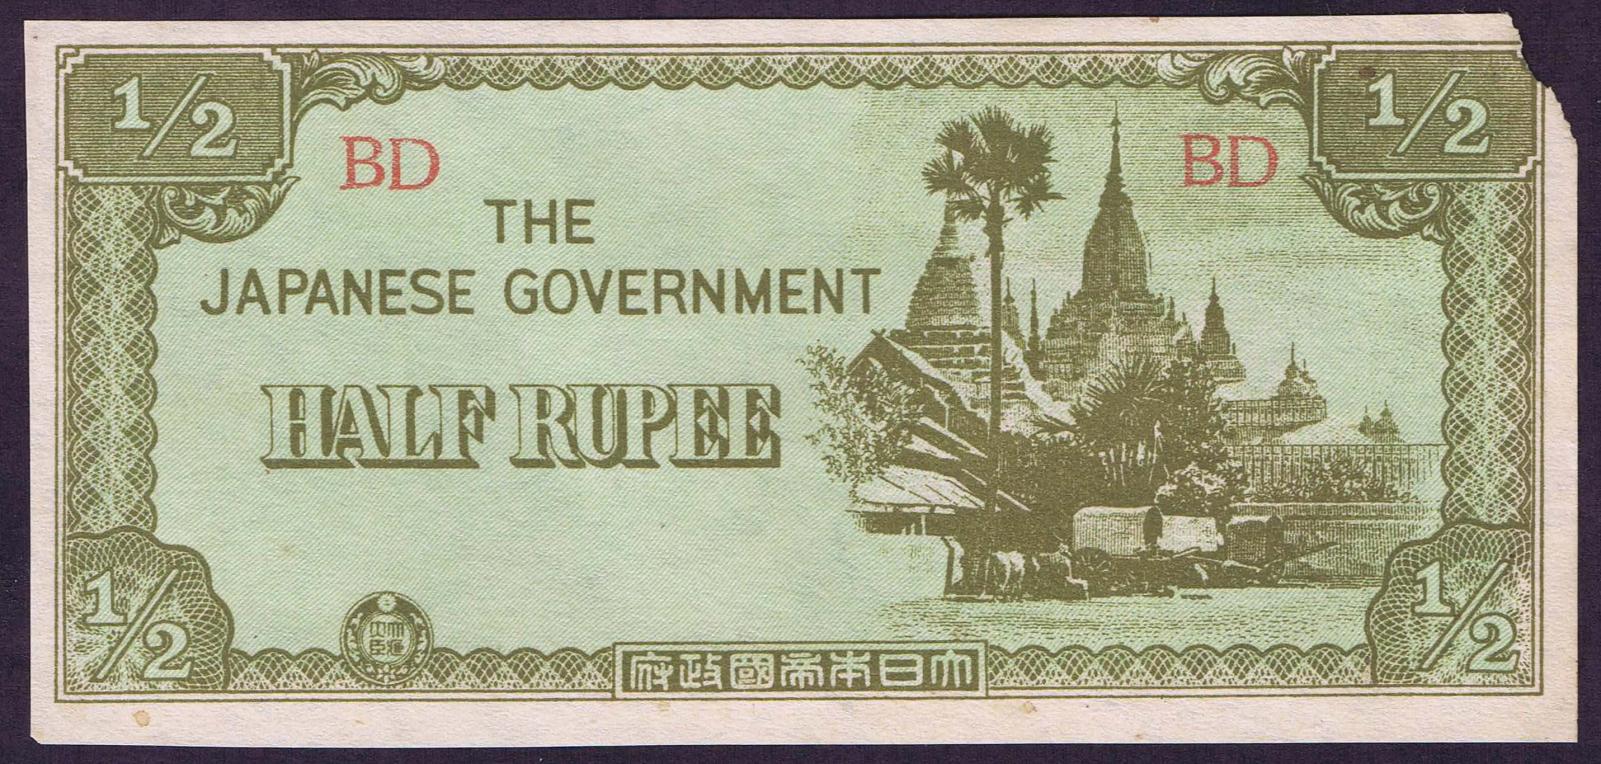 1/2 1/2
BD BD
THE
JAPANESE GOVERNMENT
HALF RUPEE
1/2 1/2
府政國帝本日大